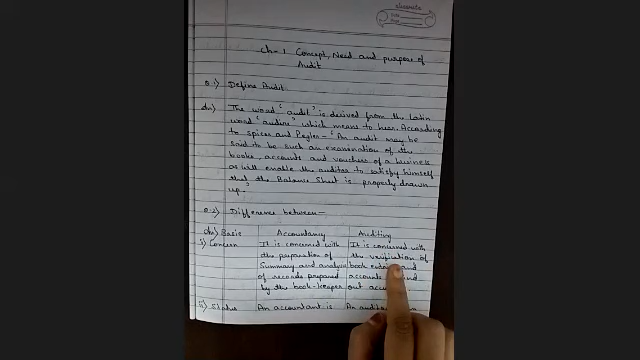 classmate
Date
Page
Ch-1 Concept, Need and purpose of
Audit
Q.1) Define Audit
Ans) The word 'audit' is derived from the Latin
word 'audire' which means to hear. According
to spices and Pegler - "An audit may be
said to be such an examination of the
books, accounts and vouchers of a business
as will enable the auditor to satisfy himself
that the Balance Sheet is properly drawn
up."
Q.2) Difference between -
Ans) Basis Accountancy Auditing
i) Concern It is concerned with It is concerned with
the preparation of the verification of
Summary and analysis book and
of records prepared accounts
by the book-keeper out
ii) Status An accountant is An